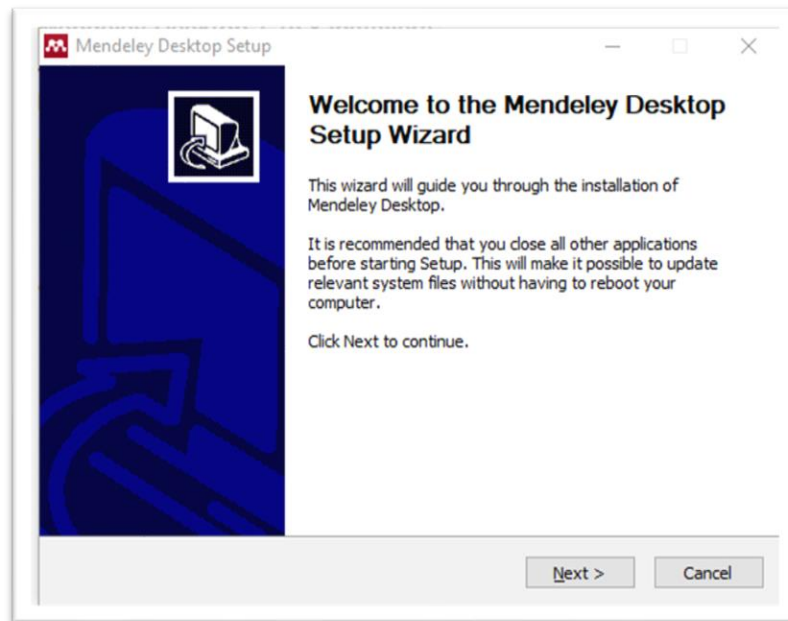 Mendeley Desktop Setup
Welcome to the Mendeley Desktop
Setup Wizard
This wizard will guide you through the installation of
Mendeley Desktop.
It is recommended that you close all other applications
before starting Setup. This will make it possible to update
relevant system files without having to reboot your
computer.
Click Next to continue.
Next >
Cancel